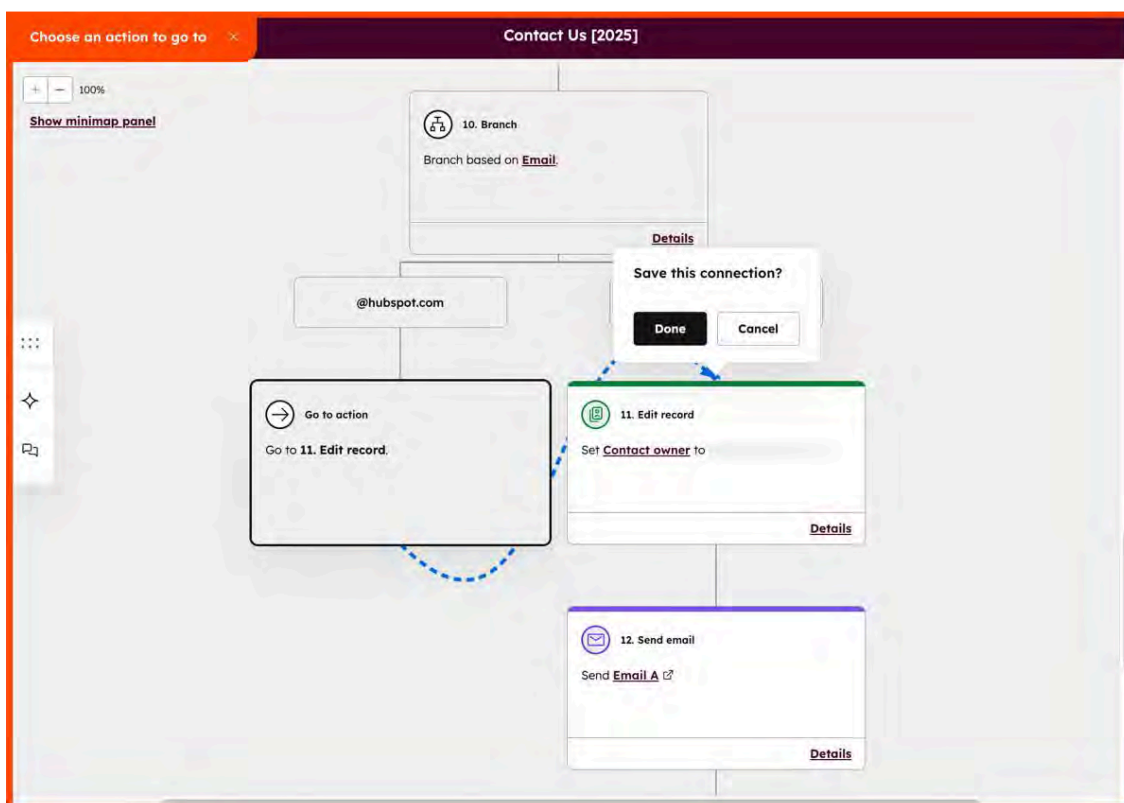 Choose an action to go to
Contact Us [2025]
100%
Show minimap panel
10. Branch
Branch based on Email.
Details
Save this connection?
@hubspot.com
Done
Cancel
Go to action
11. Edit record
Go to 11. Edit record.
Set Contact owner to
Details
12. Send email
Send Email A
Details